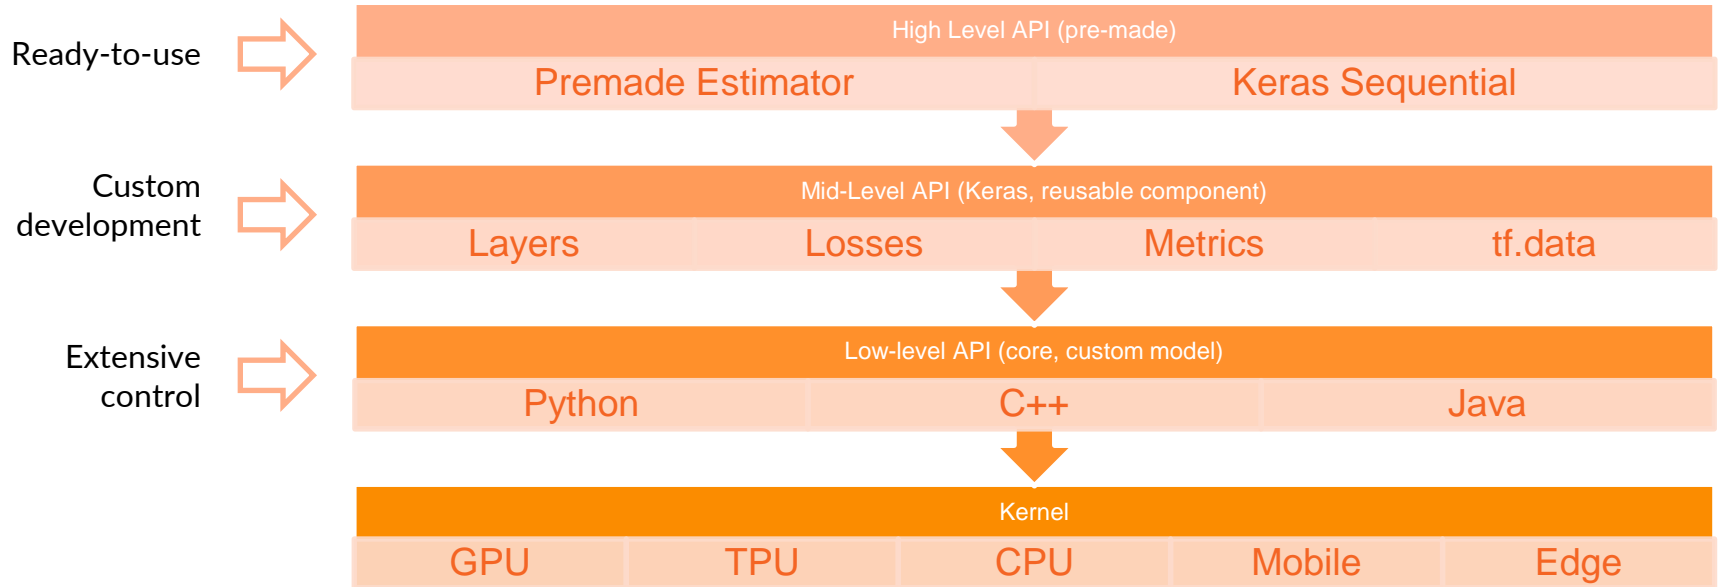 Ready-to-use
High Level API (pre-made)
Premade Estimator
Keras Sequential
Custom
development
Mid-Level API (Keras, reusable component)
Layers
Losses
Metrics
tf.data
Extensive
control
Low-level API (core, custom model)
Python
C++
Java
Kernel
GPU
TPU
CPU
Mobile
Edge